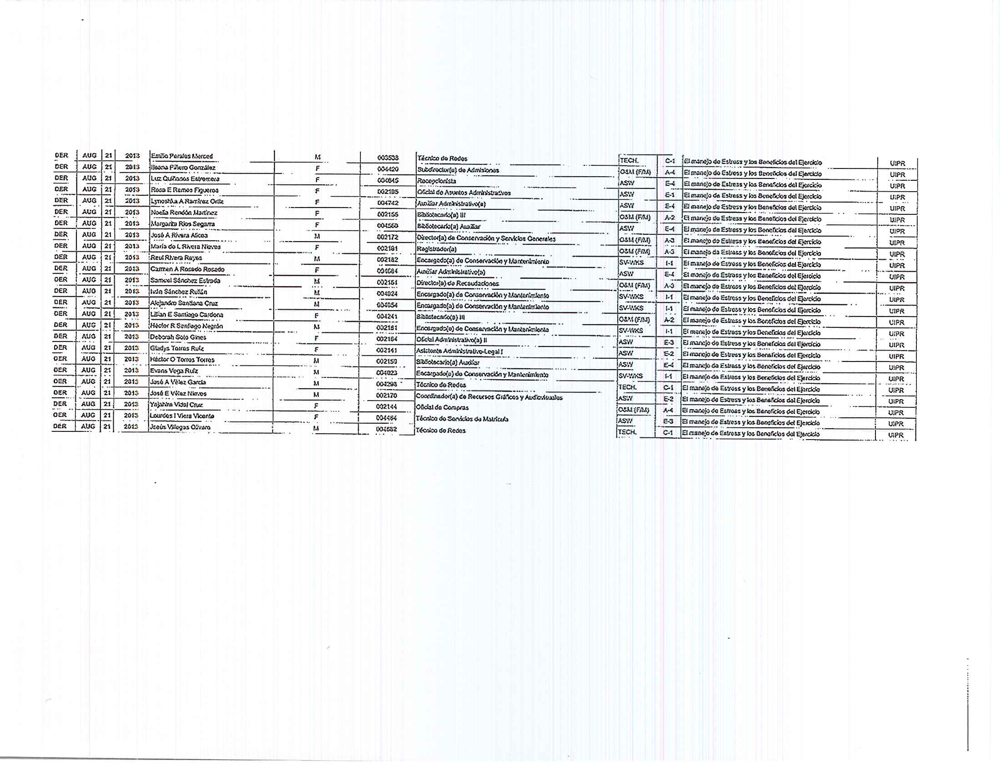 DER AUG 21 2013 Emilio Perales Merced M 003538 Técnico de Redes TECH. C-1 El manejo de Estress y los Beneficios del Ejercicio UIPR
DER AUG 21 2013 Ileana Piñero González F 004420 Subdirector(a) de Admisiones O&M (F/M) A-4 El manejo de Estress y los Beneficios del Ejercicio UIPR
DER AUG 21 2013 Luz Quiñones Estremera F 004645 Recepcionista ASW E-4 El manejo de Estress y los Beneficios del Ejercicio UIPR
DER AUG 21 2013 Rosa E Ramos Figueroa F 002185 Oficial de Asuntos Administrativos ASW E-1 El manejo de Estress y los Beneficios del Ejercicio UIPR
DER AUG 21 2013 Lynoshka A Ramírez Ortiz F 004742 Auxiliar Administrativo(a) ASW E-4 El manejo de Estress y los Beneficios del Ejercicio UIPR
DER AUG 21 2013 Noelia Rendón Martínez F 002155 Bibliotecario(a) III O&M (F/M) A-2 El manejo de Estress y los Beneficios del Ejercicio UIPR
DER AUG 21 2013 Margarita Ríos Segarra F 004560 Bibliotecario(a) Auxiliar ASW E-4 El manejo de Estress y los Beneficios del Ejercicio UIPR
DER AUG 21 2013 José A Rivera Alicea M 002172 Director(a) de Conservación y Servicios Generales O&M (F/M) A-3 El manejo de Estress y los Beneficios del Ejercicio UIPR
DER AUG 21 2013 María de L Rivera Nieves F 002191 Registrador(a) O&M (F/M) A-3 El manejo de Estress y los Beneficios del Ejercicio UIPR
DER AUG 21 2013 Raul Rivera Reyes M 002182 Encargado(a) de Conservación y Mantenimiento SV-WKS I-1 El manejo de Estress y los Beneficios del Ejercicio UIPR
DER AUG 21 2013 Carmen A Rosado Rosado F 004684 Auxiliar Administrativo(a) ASW E-4 El manejo de Estress y los Beneficios del Ejercicio UIPR
DER AUG 21 2013 Samuel Sánchez Estrada M 002151 Director(a) de Recaudaciones O&M (F/M) A-3 El manejo de Estress y los Beneficios del Ejercicio UIPR
DER AUG 21 2013 Iván Sánchez Rullán M 004024 Encargado(a) de Conservación y Mantenimiento SV-WKS I-1 El manejo de Estress y los Beneficios del Ejercicio UIPR
DER AUG 21 2013 Alejandro Santana Cruz M 004054 Encargado(a) de Conservación y Mantenimiento SV-WKS I-1 El manejo de Estress y los Beneficios del Ejercicio UIPR
DER AUG 21 2013 Lilian E Santiago Cardona F 004241 Bibliotecario(a) III O&M (F/M) A-2 El manejo de Estress y los Beneficios del Ejercicio UIPR
DER AUG 21 2013 Héctor R Santiago Negrón M 002181 Encargado(a) de Conservación y Mantenimiento SV-WKS I-1 El manejo de Estress y los Beneficios del Ejercicio UIPR
DER AUG 21 2013 Deborah Soto Gines F 002164 Oficial Administrativo(a) II ASW E-3 El manejo de Estress y los Beneficios del Ejercicio UIPR
DER AUG 21 2013 Gladys Torres Ruíz F 002141 Asistente Administrativo-Legal I ASW E-2 El manejo de Estress y los Beneficios del Ejercicio UIPR
DER AUG 21 2013 Héctor O Torres Torres M 002159 Bibliotecario(a) Auxiliar ASW E-4 El manejo de Estress y los Beneficios del Ejercicio UIPR
DER AUG 21 2013 Evans Vega Ruíz M 004023 Encargado(a) de Conservación y Mantenimiento SV-WKS I-1 El manejo de Estress y los Beneficios del Ejercicio UIPR
DER AUG 21 2013 José A Vélez García M 004298 Técnico de Redes TECH. C-1 El manejo de Estress y los Beneficios del Ejercicio UIPR
DER AUG 21 2013 José E Vélez Nieves M 002170 Coordinador(a) de Recursos Gráficos y Audiovisuales ASW E-2 El manejo de Estress y los Beneficios del Ejercicio UIPR
DER AUG 21 2013 Yajahira Vidal Cruz F 002144 Oficial de Compras O&M (F/M) A-4 El manejo de Estress y los Beneficios del Ejercicio UIPR
DER AUG 21 2013 Lourdes I Viera Vicente F 004464 Técnico de Servicios de Matrícula ASW E-3 El manejo de Estress y los Beneficios del Ejercicio UIPR
DER AUG 21 2013 Jesús Villegas Olivero M 004682 Técnico de Redes TECH. C-1 El manejo de Estress y los Beneficios del Ejercicio UIPR